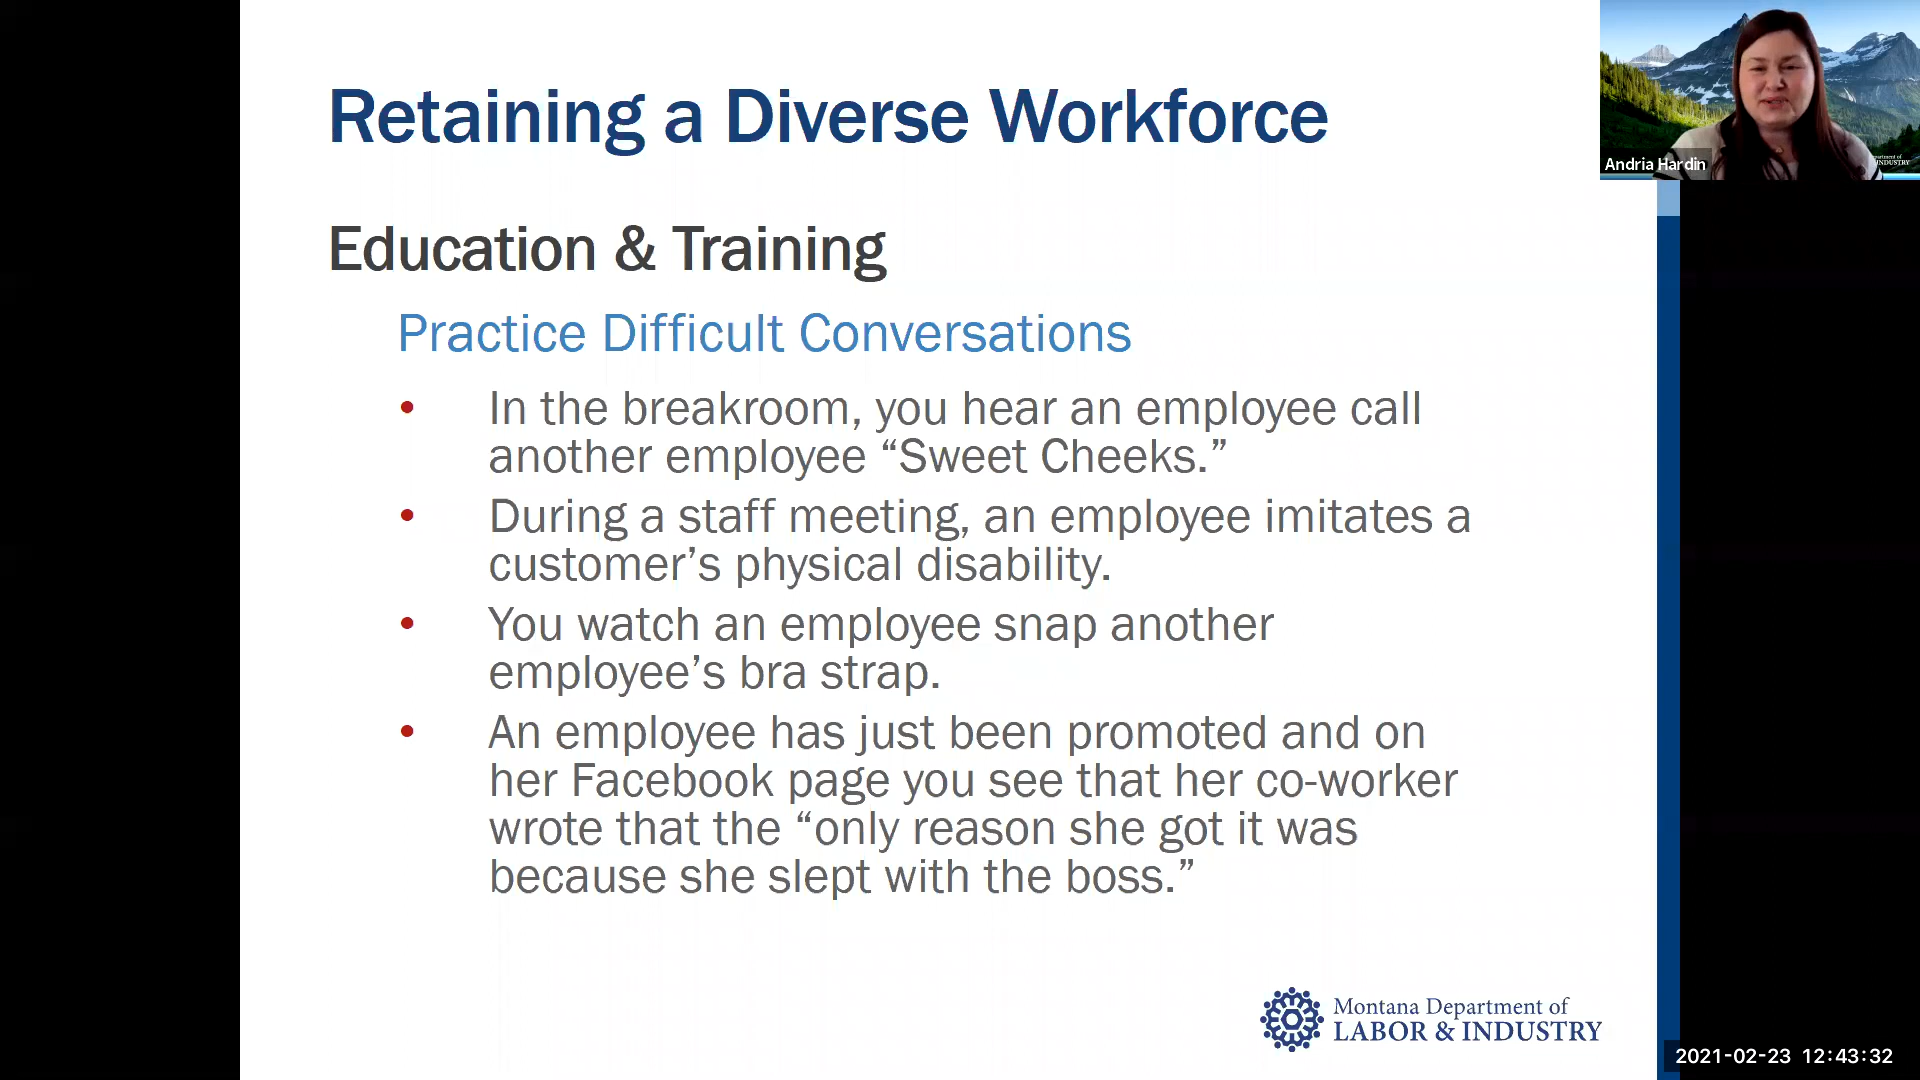 Retaining a Diverse Workforce
Andria Hardin
INDUSTRY
Education & Training
Practice Difficult Conversations
• In the breakroom, you hear an employee call
another employee “Sweet Cheeks.”
• During a staff meeting, an employee imitates a
customer’s physical disability.
• You watch an employee snap another
employee’s bra strap.
• An employee has just been promoted and on
her Facebook page you see that her co-worker
wrote that the “only reason she got it was
because she slept with the boss.”
Montana Department of
LABOR & INDUSTRY
2021-02-23 12:43:32